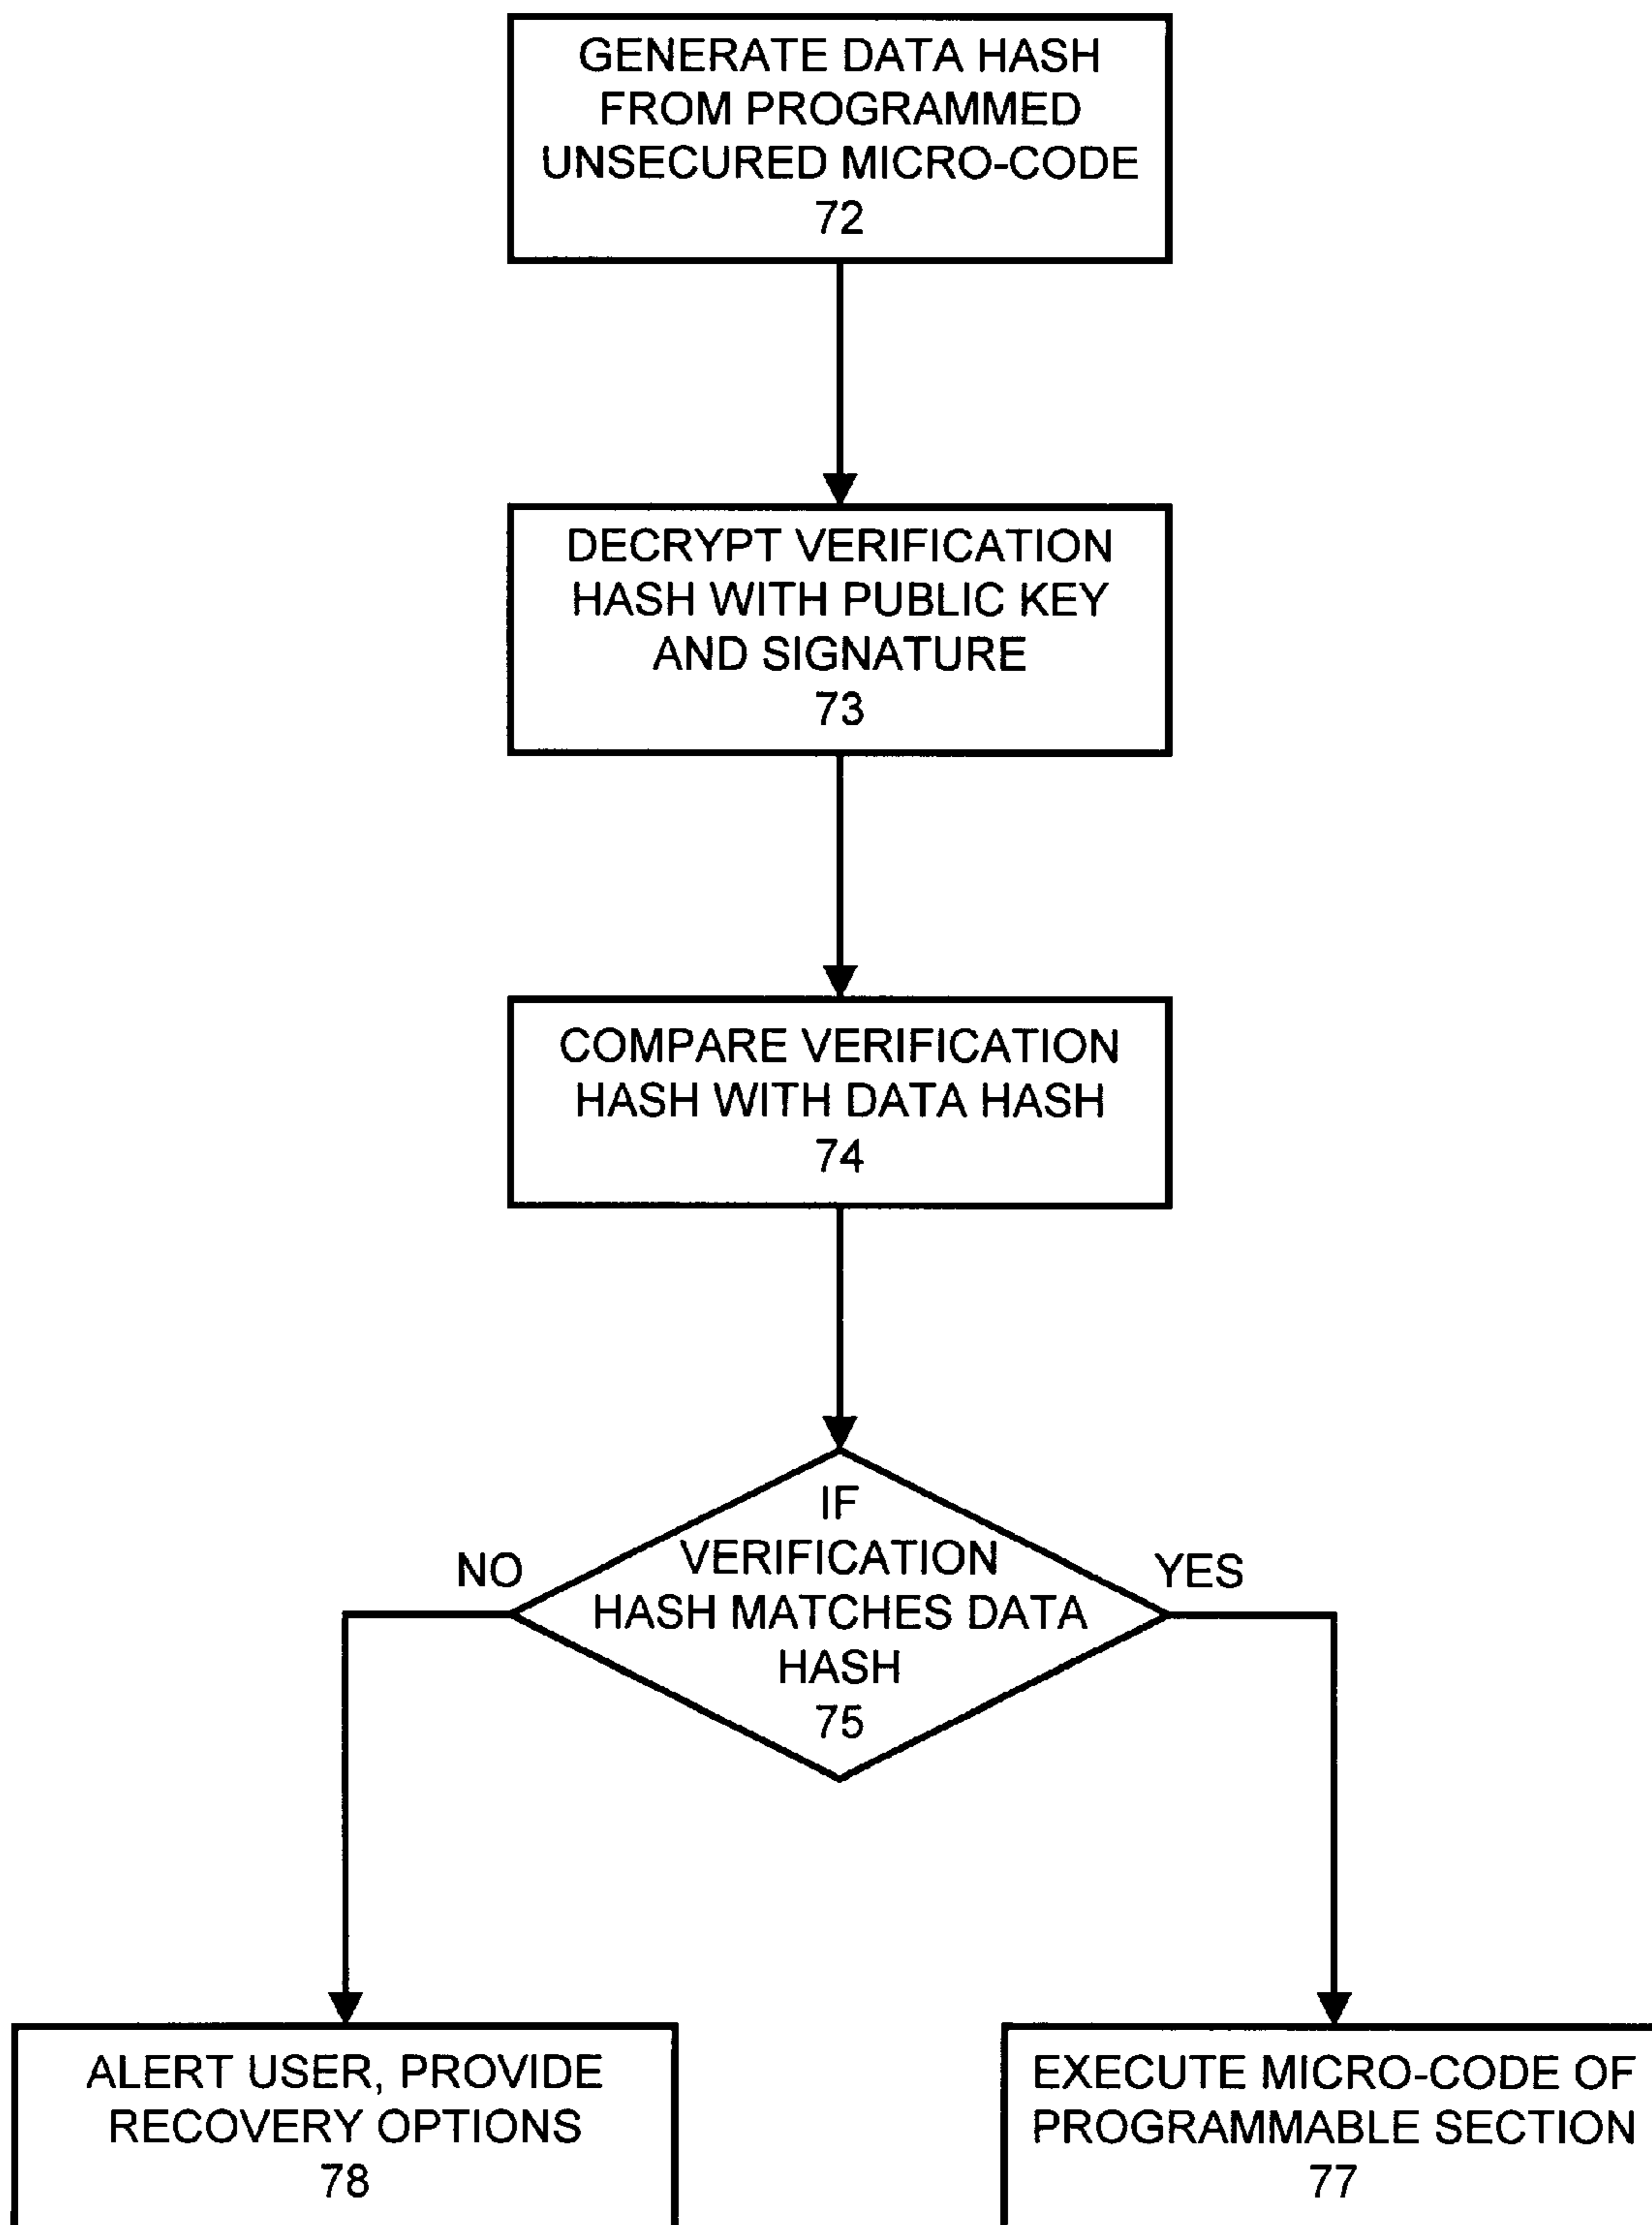 GENERATE DATA HASH
FROM PROGRAMMED
UNSECURED MICRO-CODE
72
DECRYPT VERIFICATION
HASH WITH PUBLIC KEY
AND SIGNATURE
73
COMPARE VERIFICATION
HASH WITH DATA HASH
74
IF
VERIFICATION
HASH MATCHES DATA
HASH
75
NO
YES
ALERT USER, PROVIDE
RECOVERY OPTIONS
78
EXECUTE MICRO-CODE OF
PROGRAMMABLE SECTION
77